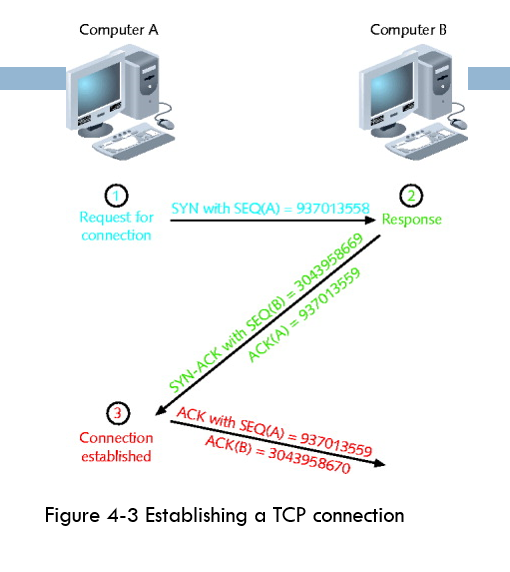 Computer A
Computer B
1
Request for
connection
SYN with SEQ(A) = 937013558
2
Response
SYN-ACK with SEQ(B) = 3043958669
ACK(A) = 937013559
3
Connection
established
ACK with SEQ(A) = 937013559
ACK(B) = 3043958670
Figure 4-3 Establishing a TCP connection